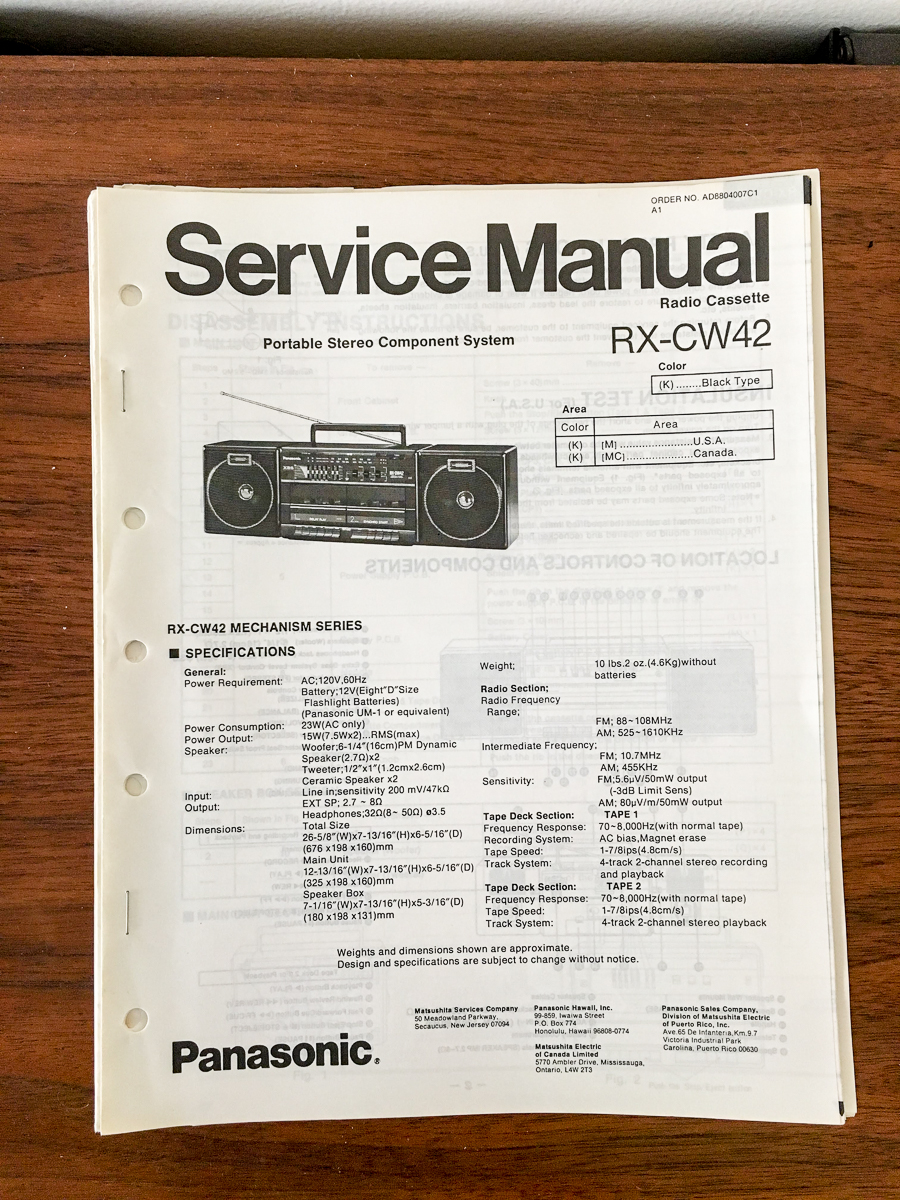 ORDER NO. AD8804007C1
A1
Service Manual
Radio Cassette
RX-CW42
Portable Stereo Component System
Color
(K)........Black Type
Area
Color Area
(K) [M] ........................U.S.A.
(K) [MC]......................Canada.
Panasonic
RX-CW42 MECHANISM SERIES
■ SPECIFICATIONS
General:
Power Requirement: AC;120V,60Hz
Battery;12V(Eight"D"Size
Flashlight Batteries)
(Panasonic UM-1 or equivalent)
Power Consumption: 23W(AC only)
Power Output: 15W(7.5Wx2)...RMS(max)
Speaker: Woofer;6-1/4"(16cm)PM Dynamic
Speaker(2.7Ω)x2
Tweeter;1/2"x1"(1.2cmx2.6cm)
Ceramic Speaker x2
Input: Line in;sensitivity 200 mV/47kΩ
Output: EXT SP; 2.7 ~ 8Ω
Headphones;32Ω(8~ 50Ω) ø3.5
Dimensions: Total Size
26-5/8"(W)x7-13/16"(H)x6-5/16"(D)
(676 x198 x160)mm
Main Unit
12-13/16"(W)x7-13/16"(H)x6-5/16"(D)
(325 x198 x160)mm
Speaker Box
7-1/16"(W)x7-13/16"(H)x5-3/16"(D)
(180 x198 x131)mm
Weight; 10 lbs.2 oz.(4.6Kg)without
batteries
Radio Section;
Radio Frequency
Range;
FM; 88~108MHz
AM; 525~1610KHz
Intermediate Frequency;
FM; 10.7MHz
AM; 455KHz
Sensitivity: FM;5.6μV/50mW output
(-3dB Limit Sens)
AM; 80μV/m/50mW output
Tape Deck Section: TAPE 1
Frequency Response: 70~8,000Hz(with normal tape)
Recording System: AC bias,Magnet erase
Tape Speed: 1-7/8ips(4.8cm/s)
Track System: 4-track 2-channel stereo recording
and playback
Tape Deck Section: TAPE 2
Frequency Response: 70~8,000Hz(with normal tape)
Tape Speed: 1-7/8ips(4.8cm/s)
Track System: 4-track 2-channel stereo playback
Weights and dimensions shown are approximate.
Design and specifications are subject to change without notice.
Panasonic®
Matsushita Services Company
50 Meadowland Parkway,
Secaucus, New Jersey 07094
Panasonic Hawaii, Inc.
99-859, Iwaiwa Street
P.O. Box 774
Honolulu, Hawaii 96808-0774
Matsushita Electric
of Canada Limited
5770 Ambler Drive, Mississauga,
Ontario, L4W 2T3
Panasonic Sales Company,
Division of Matsushita Electric
of Puerto Rico, Inc.
Ave.65 De Infanteria,Km.9.7
Victoria Industrial Park
Carolina, Puerto Rico 00630